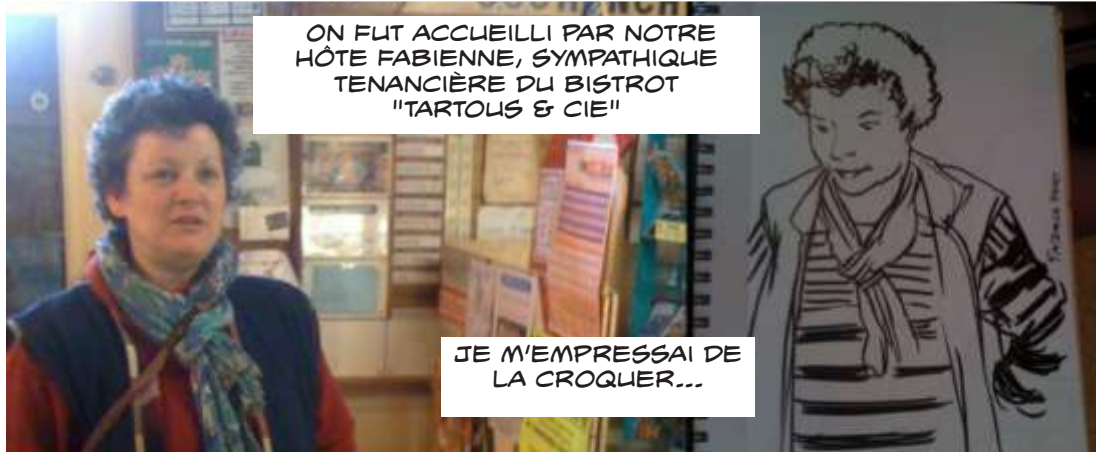 ON FUT ACCUEILLI PAR NOTRE
HÔTE FABIENNE, SYMPATHIQUE
TENANCIÈRE DU BISTROT
"TARTOUS & CIE"
JE M'EMPRESSAI DE
LA CROQUER...